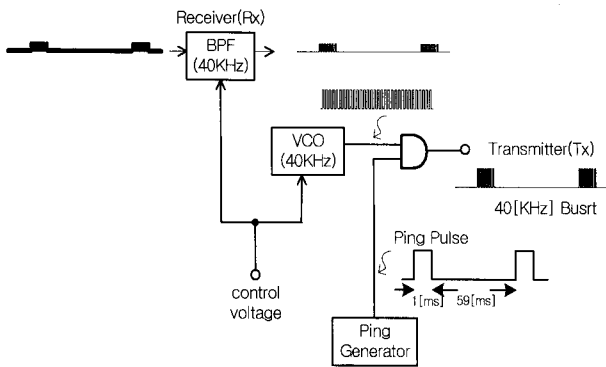 Receiver(Rx)
BPF
(40KHz)
VCO
(40KHz)
Transmitter(Tx)
40[KHz] Busrt
Ping Pulse
1[ms]
59[ms]
control
voltage
Ping
Generator